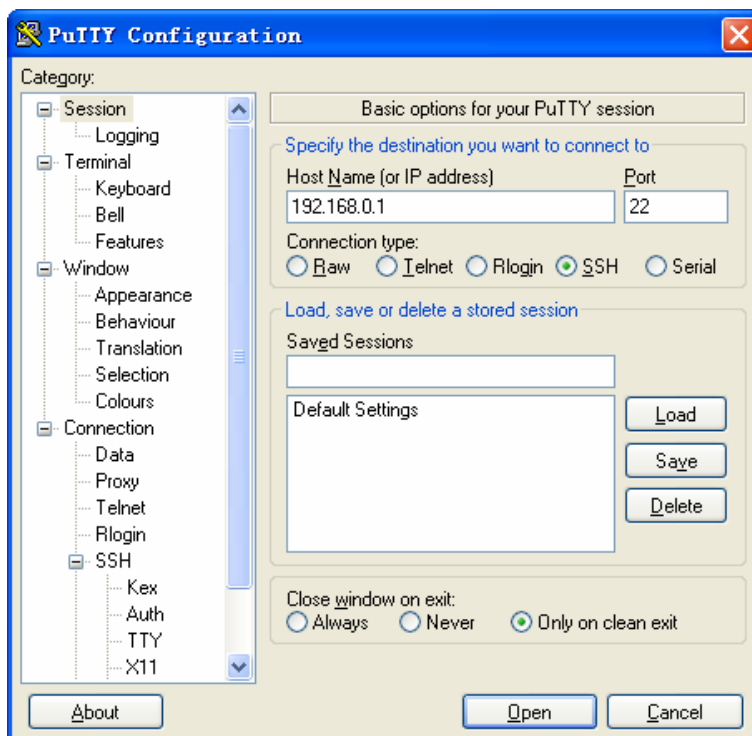 PuTTY Configuration
Category:
Session
Logging
Terminal
Keyboard
Bell
Features
Window
Appearance
Behaviour
Translation
Selection
Colours
Connection
Data
Proxy
Telnet
Rlogin
SSH
Kex
Auth
TTY
X11
Basic options for your PuTTY session
Specify the destination you want to connect to
Host Name (or IP address) Port
192.168.0.1 22
Connection type:
Raw Telnet Rlogin SSH Serial
Load, save or delete a stored session
Saved Sessions
Default Settings
Load
Save
Delete
Close window on exit:
Always Never Only on clean exit
About Open Cancel